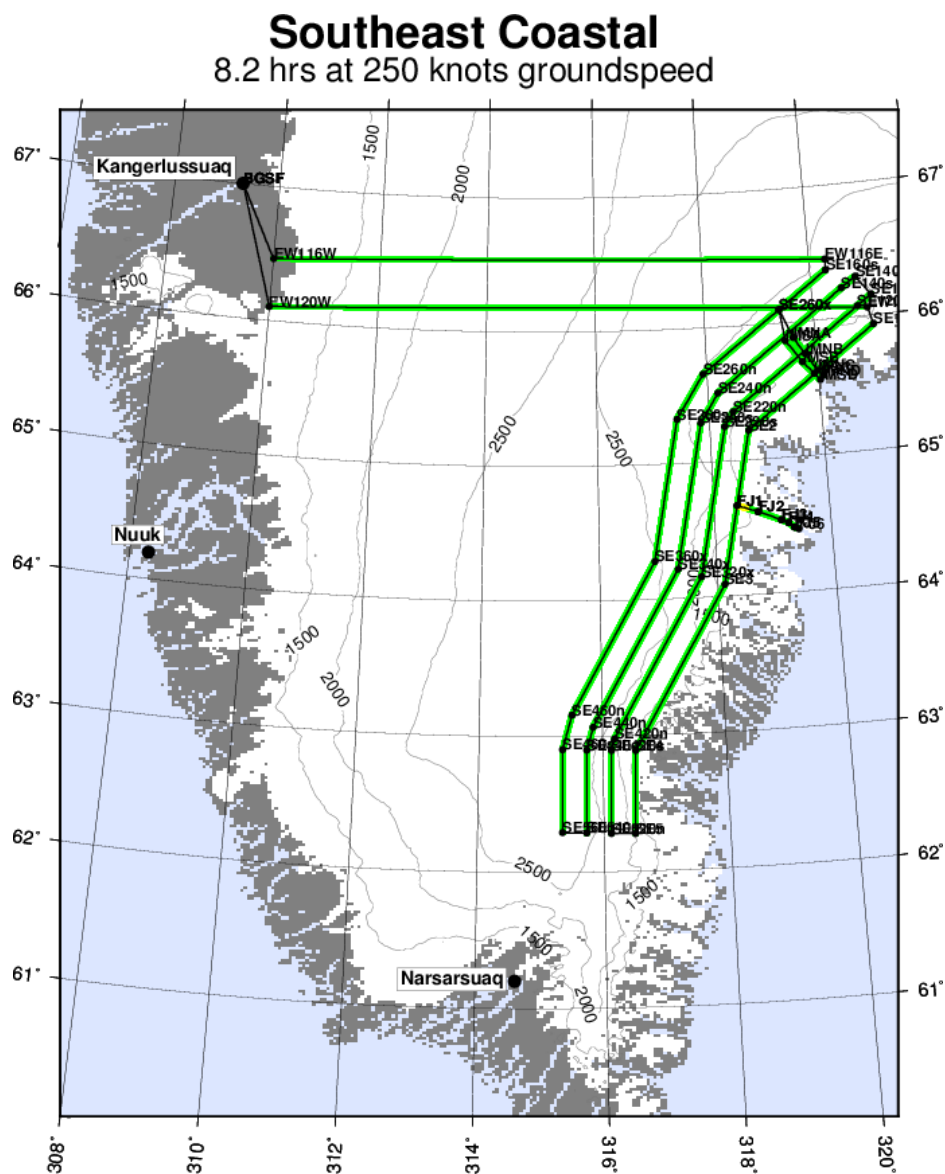 Southeast Coastal
8.2 hrs at 250 knots groundspeed
67°
67°
Kangerlussuaq
BGSF
1500
2000
EW116W
EW116E
SE160s
SE140s
1500
66°
66°
EW120W
SE260x
SE260n
SE240n
SE220n
65°
65°
2500
2500
SE2
FJ1
FJ2
Nuuk
64°
64°
SE360x
SE340x
SE320x
SE3
1500
1500
2000
63°
63°
SE460n
SE440n
SE420n
62°
62°
2500
1500
1500
61°
61°
Narsarsuaq
2000
308°
310°
312°
314°
316°
318°
320°